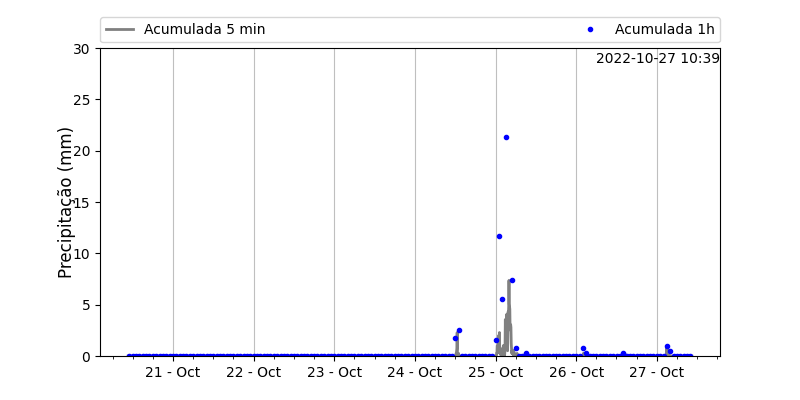 Acumulada 5 min
Acumulada 1h
2022-10-27 10:39
Precipitação (mm)
30
25
20
15
10
5
0
21 - Oct
22 - Oct
23 - Oct
24 - Oct
25 - Oct
26 - Oct
27 - Oct